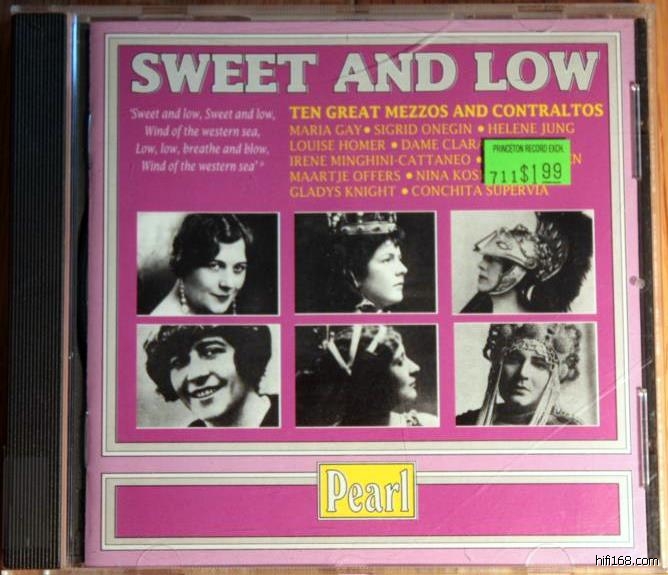 SWEET AND LOW
'Sweet and low, Sweet and low,
Wind of the western sea,
Low, low, breathe and blow,
Wind of the western sea'
TEN GREAT MEZZOS AND CONTRALTOS
MARIA GAY • SIGRID ONEGIN • HELENE JUNG
LOUISE HOMER • DAME CLARA
IRENE MINGHINI-CATTANEO •
MAARTJE OFFERS • NINA
GLADYS KNIGHT • CONCHITA SUPERVIA
PRINCETON RECORD EXCH.
711 $1.99
Pearl
hifi168.com